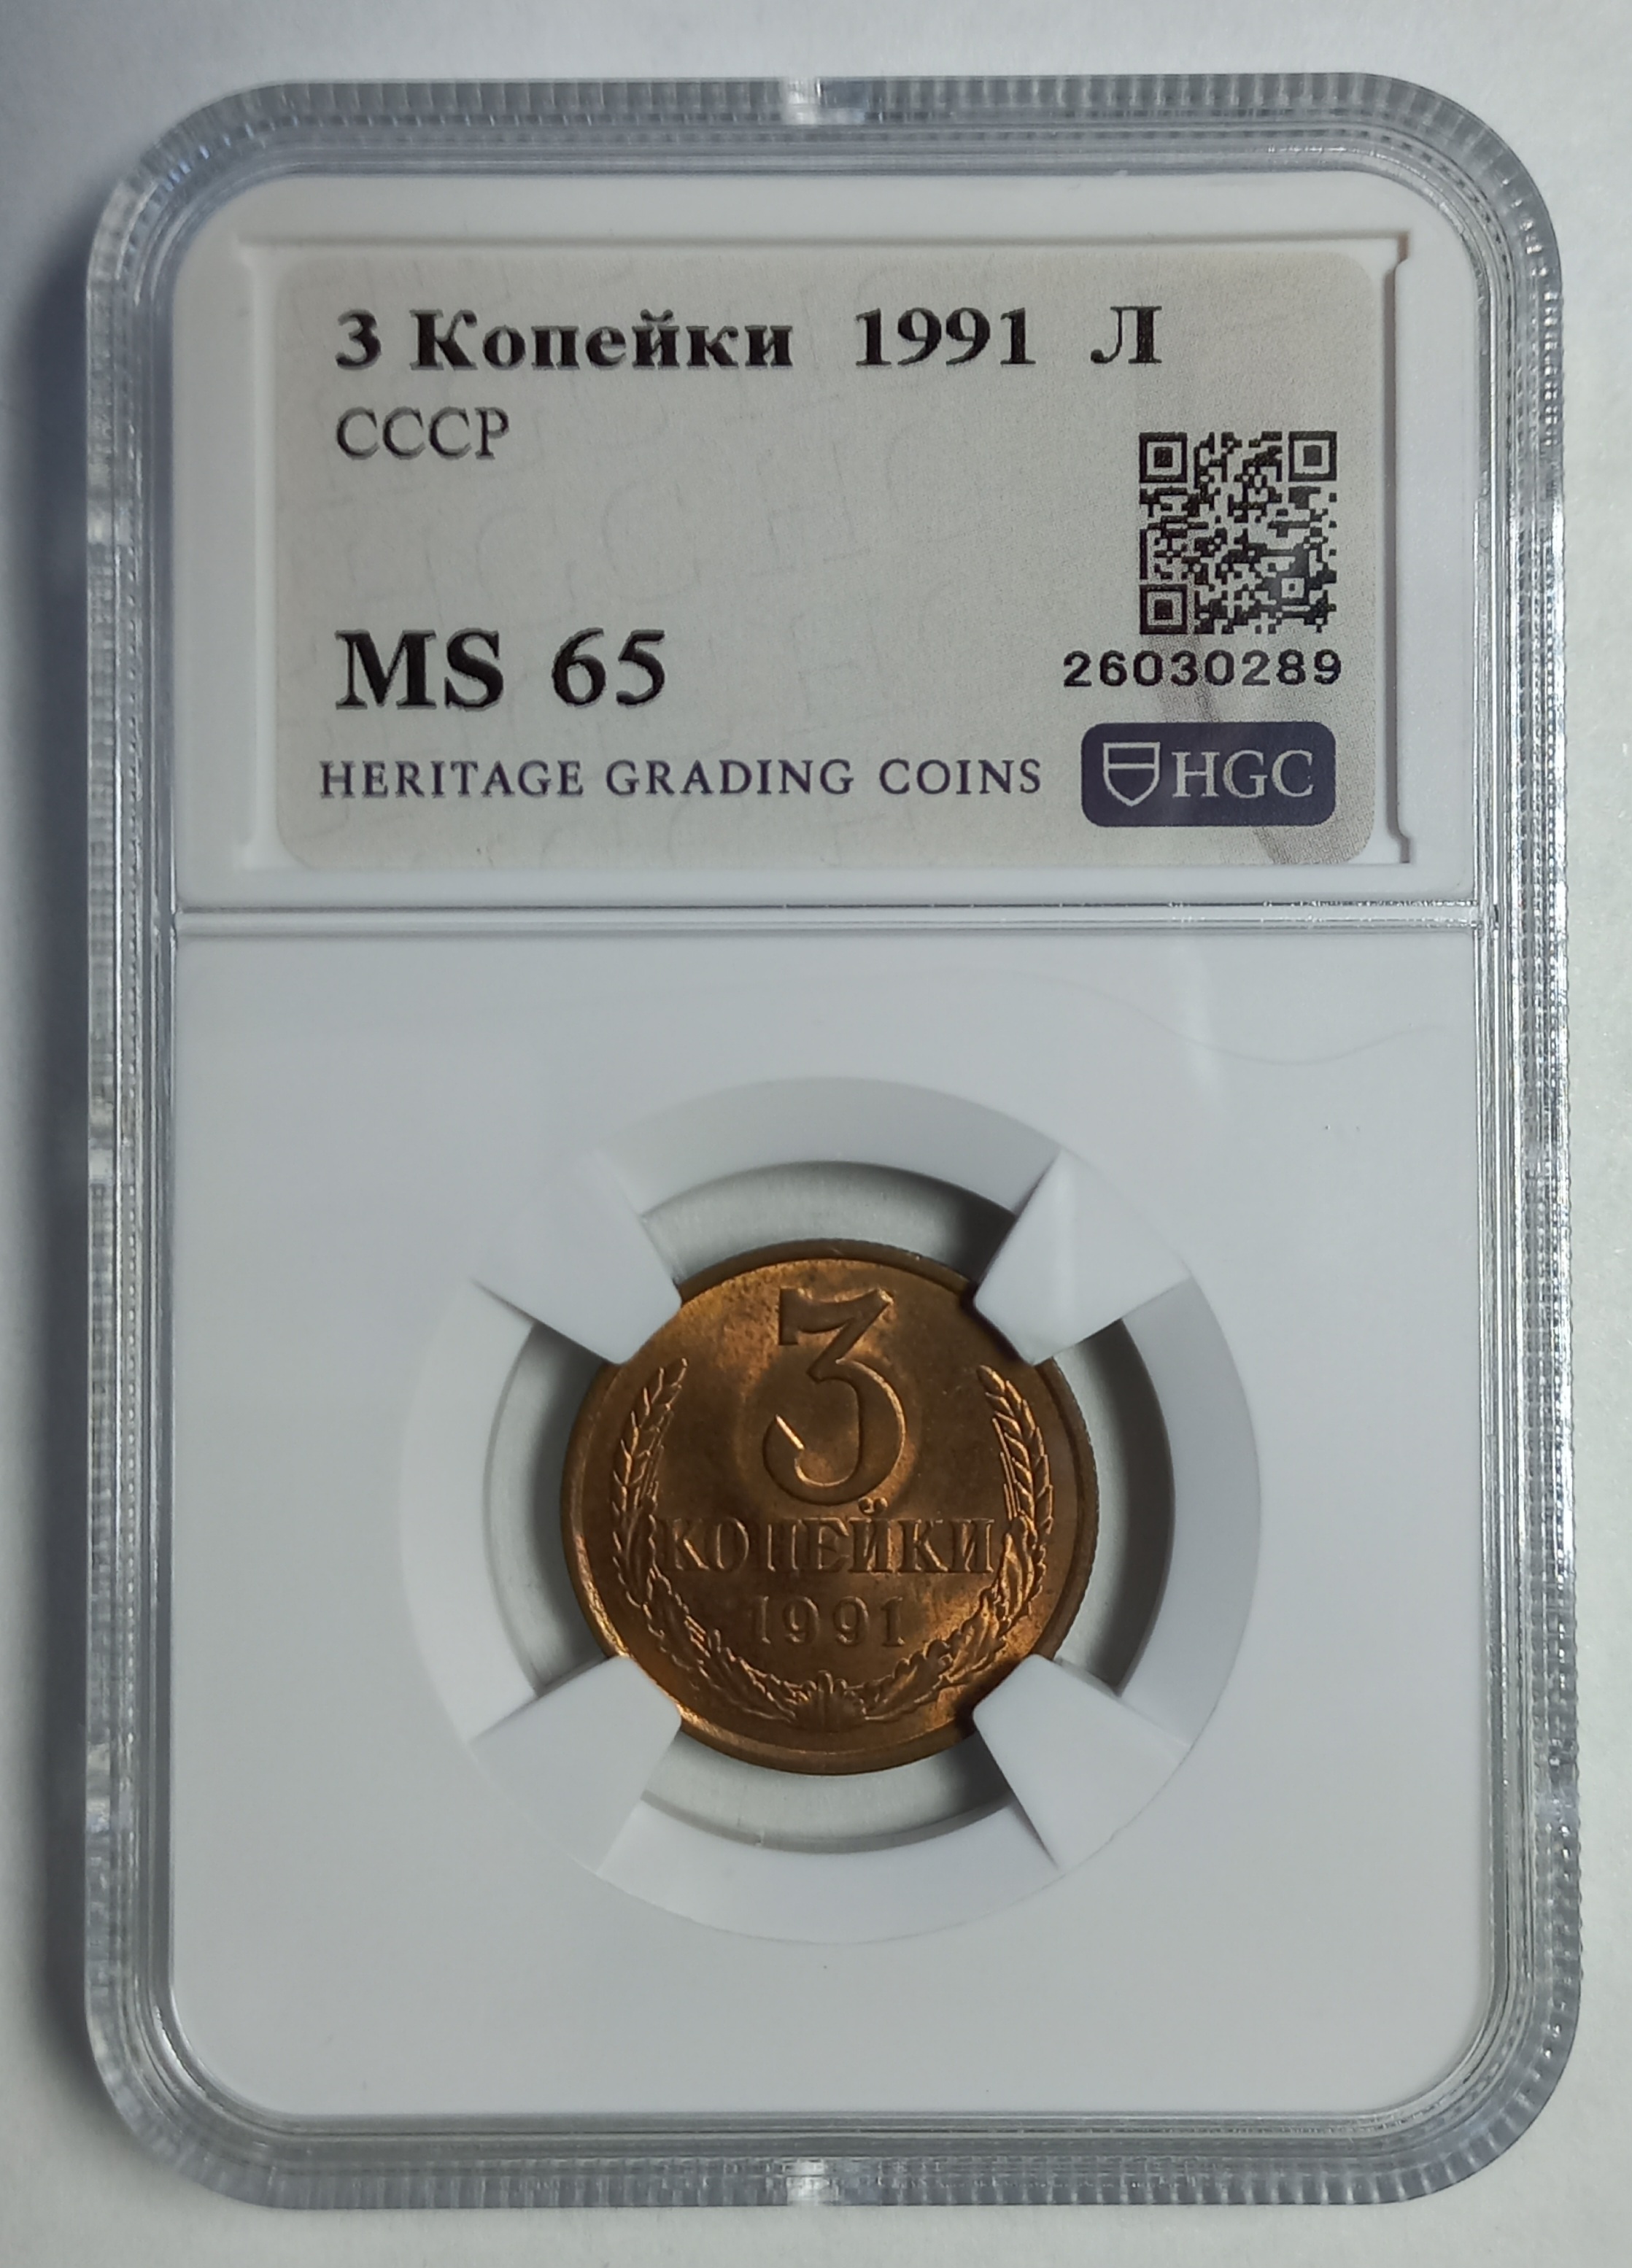 3 Копейки 1991 Л
СССР
MS 65
26030289
HERITAGE GRADING COINS HGC
3
КОПЕЙКИ
1991